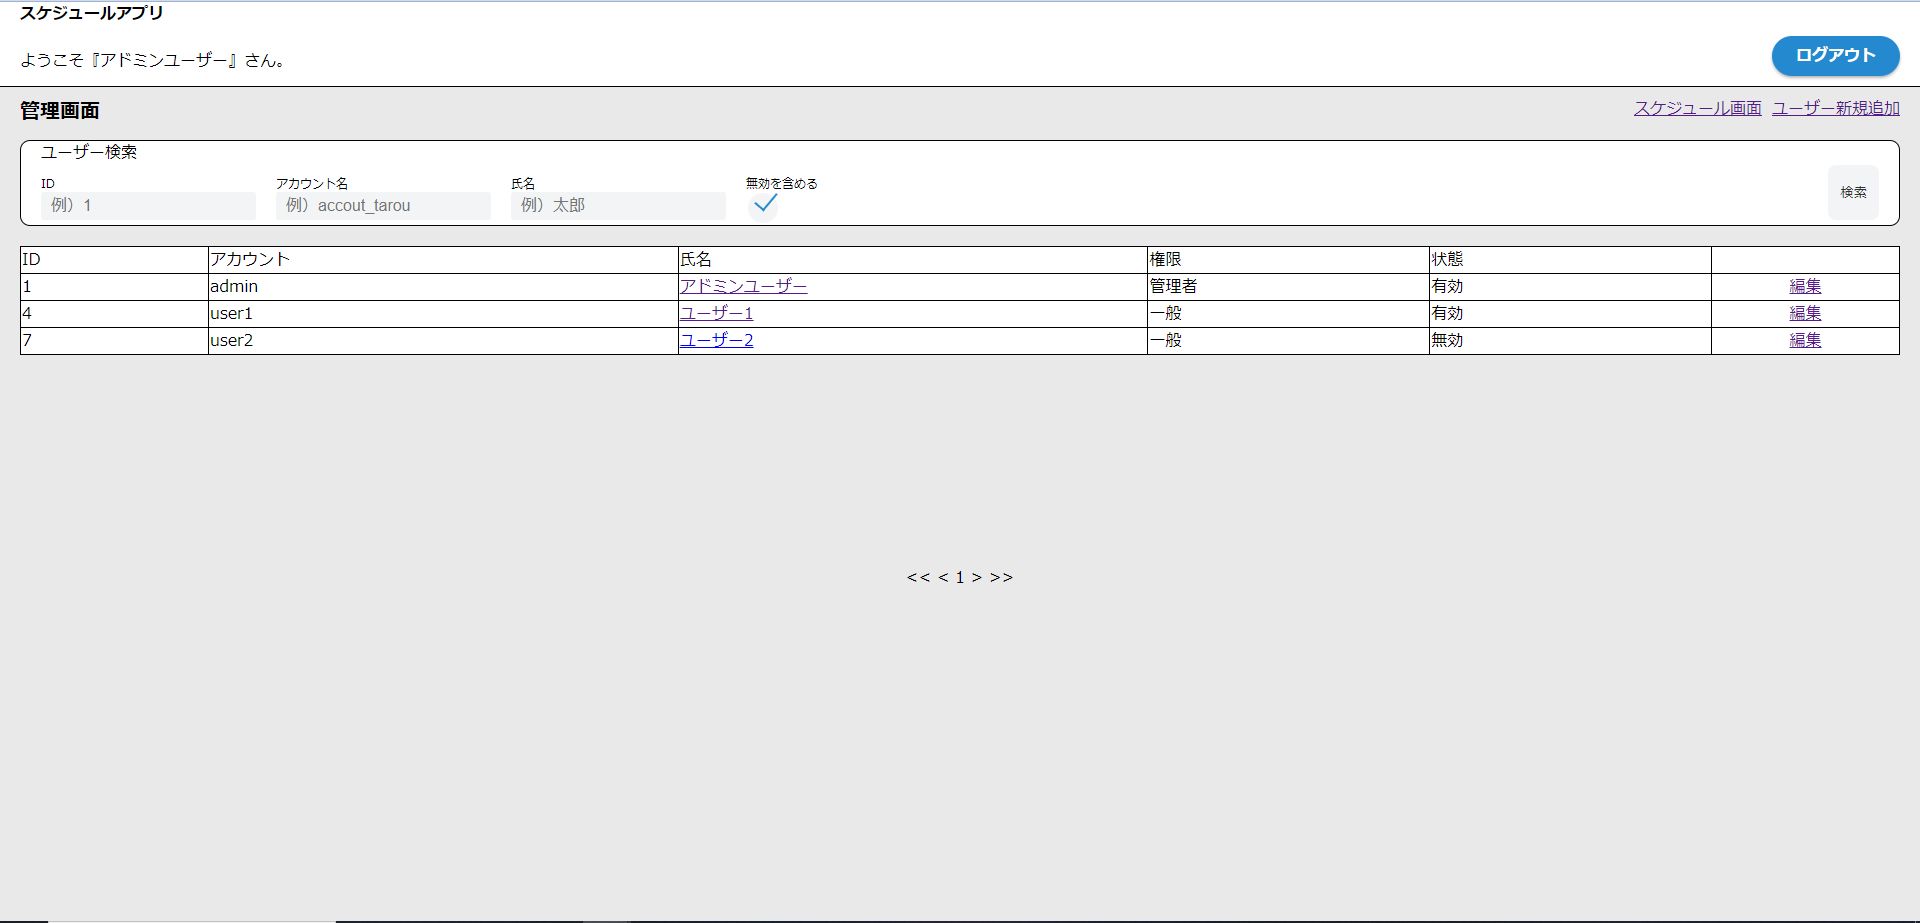 スケジュールアプリ
ようこそ『アドミンユーザー』さん。
ログアウト
管理画面
スケジュール画面 ユーザー新規追加
ユーザー検索
ID アカウント名 氏名 無効を含める
例）1 例）accout_tarou 例）太郎 検索
ID アカウント 氏名 権限 状態
1 admin アドミンユーザー 管理者 有効 編集
4 user1 ユーザー1 一般 有効 編集
7 user2 ユーザー2 一般 無効 編集
<< < 1 > >>